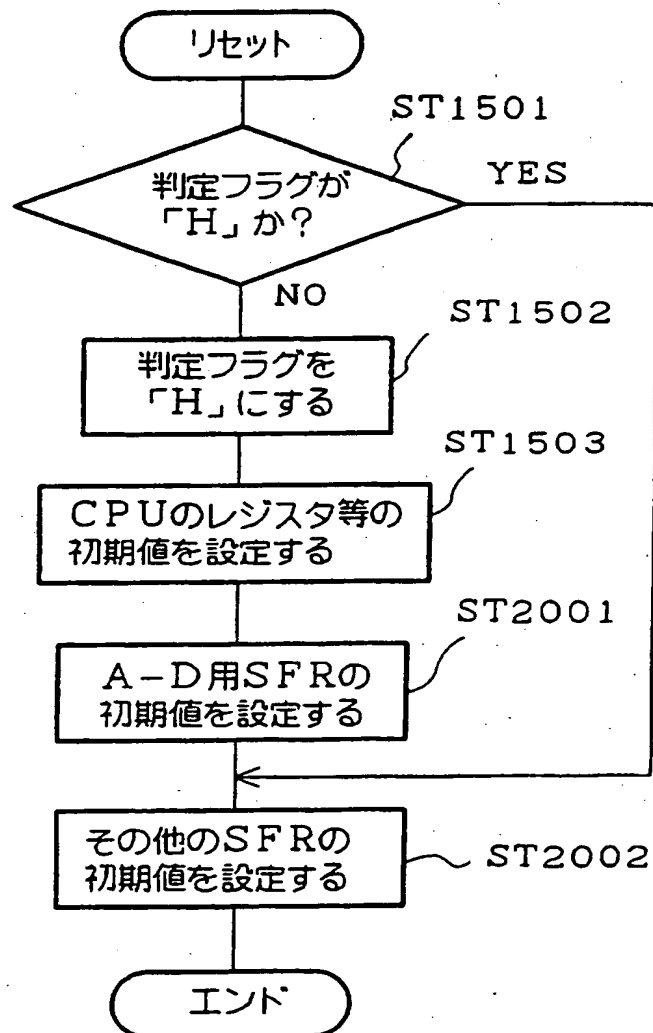 リセット
ST1501
判定フラグが
「H」か?
YES
NO
ST1502
判定フラグを
「H」にする
ST1503
CPUのレジスタ等の
初期値を設定する
ST2001
A-D用SFRの
初期値を設定する
その他のSFRの
初期値を設定する
ST2002
エンド